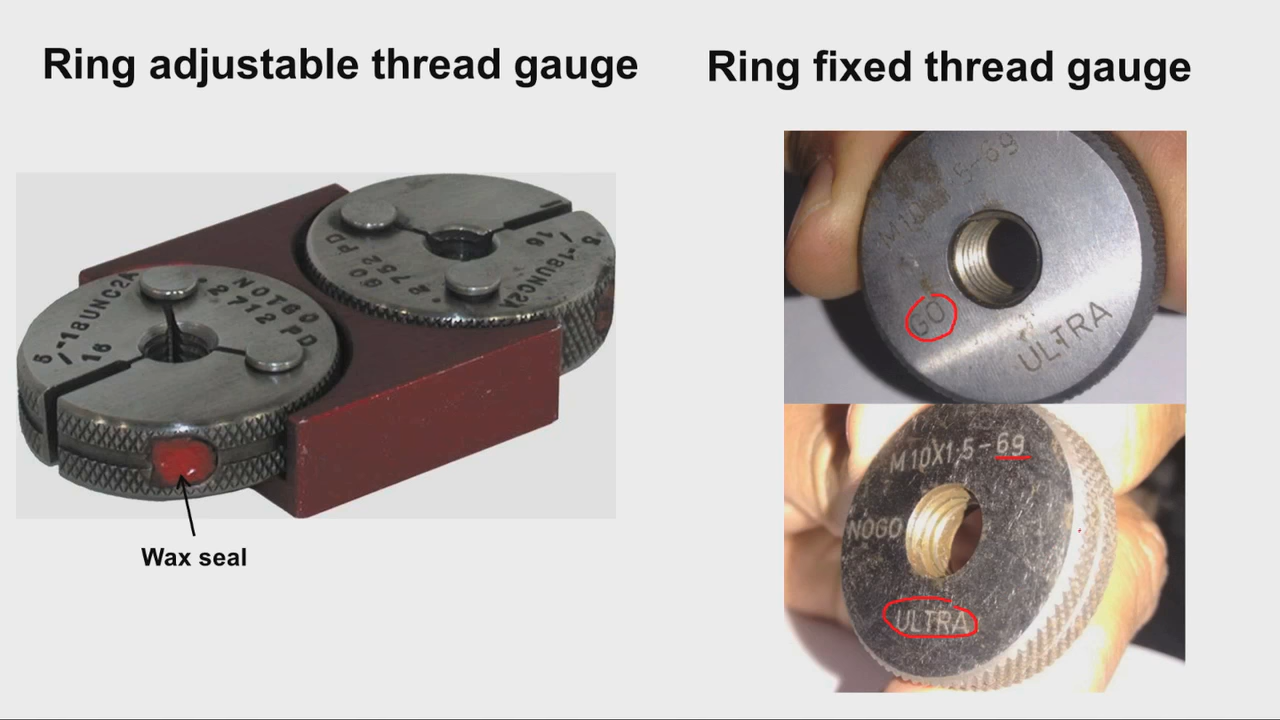 Ring adjustable thread gauge
Ring fixed thread gauge
5/16-18UNC2A
NOTGO
.2712 PD
GO
PD
5/16-18UNC2A
Wax seal
GO
ULTRA
M10X1,5-6g
NOGO
ULTRA